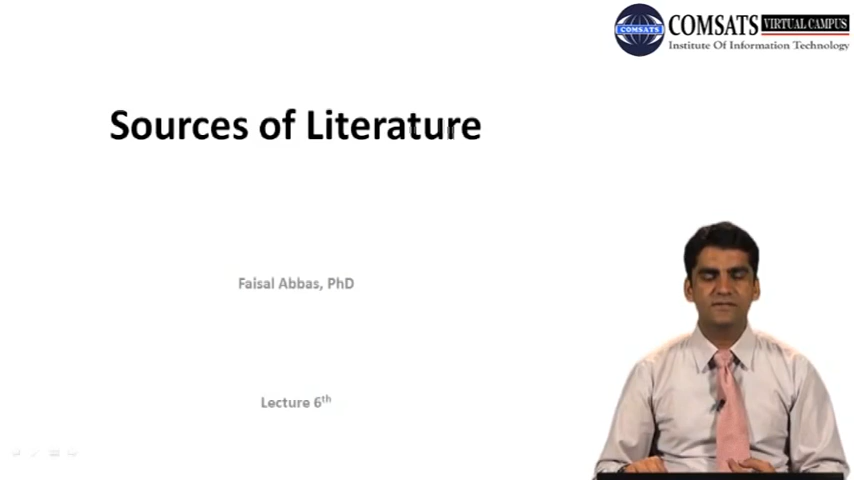 COMSATS VIRTUAL CAMPUS
COMSATS
Institute Of Information Technology
Sources of Literature
Faisal Abbas, PhD
Lecture 6th